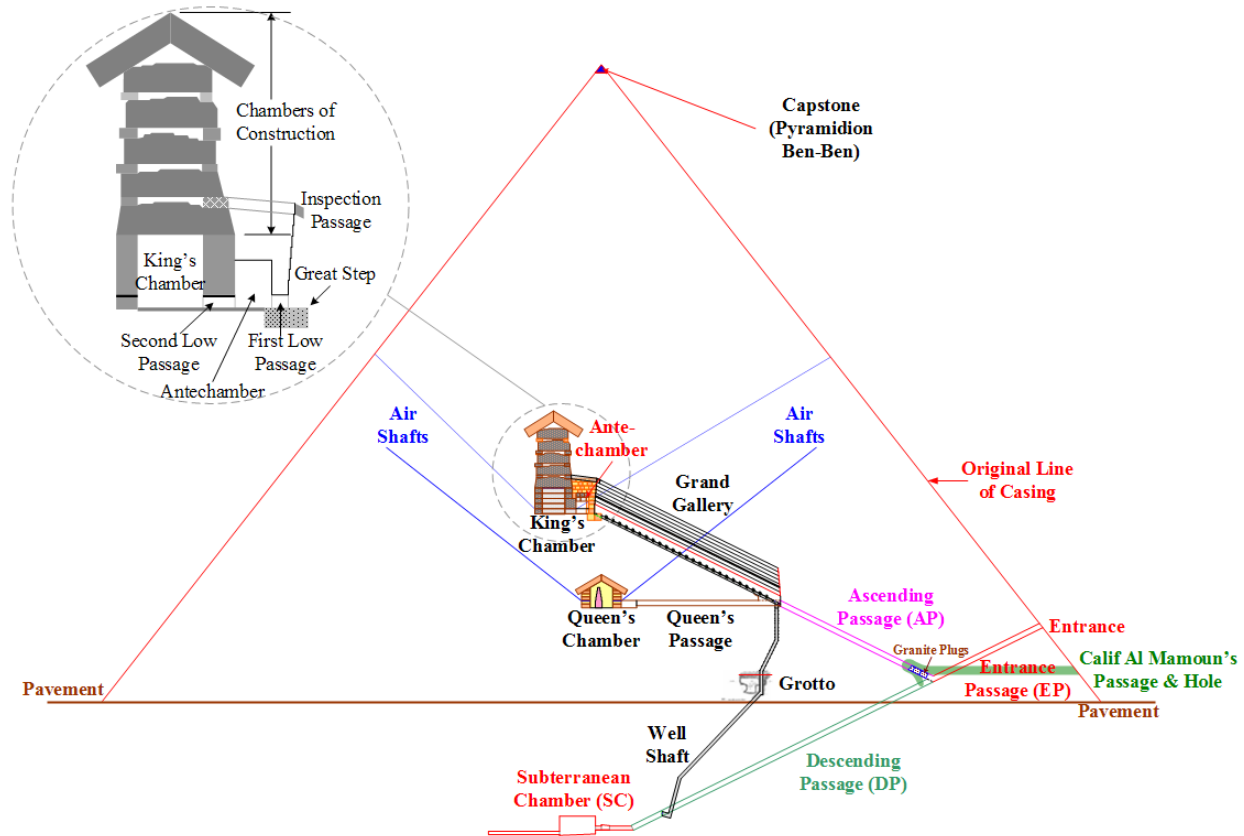 Chambers of
Construction
Inspection
Passage
King's
Chamber
Great Step
Second Low
Passage
First Low
Passage
Antechamber
Capstone
(Pyramidion
Ben-Ben)
Air
Shafts
Ante-
chamber
Air
Shafts
Grand
Gallery
Original Line
of Casing
King's
Chamber
Queen's
Chamber
Queen's
Passage
Ascending
Passage (AP)
Granite Plugs
Entrance
Entrance
Passage (EP)
Calif Al Mamoun's
Passage & Hole
Pavement
Pavement
Grotto
Well
Shaft
Descending
Passage (DP)
Subterranean
Chamber (SC)